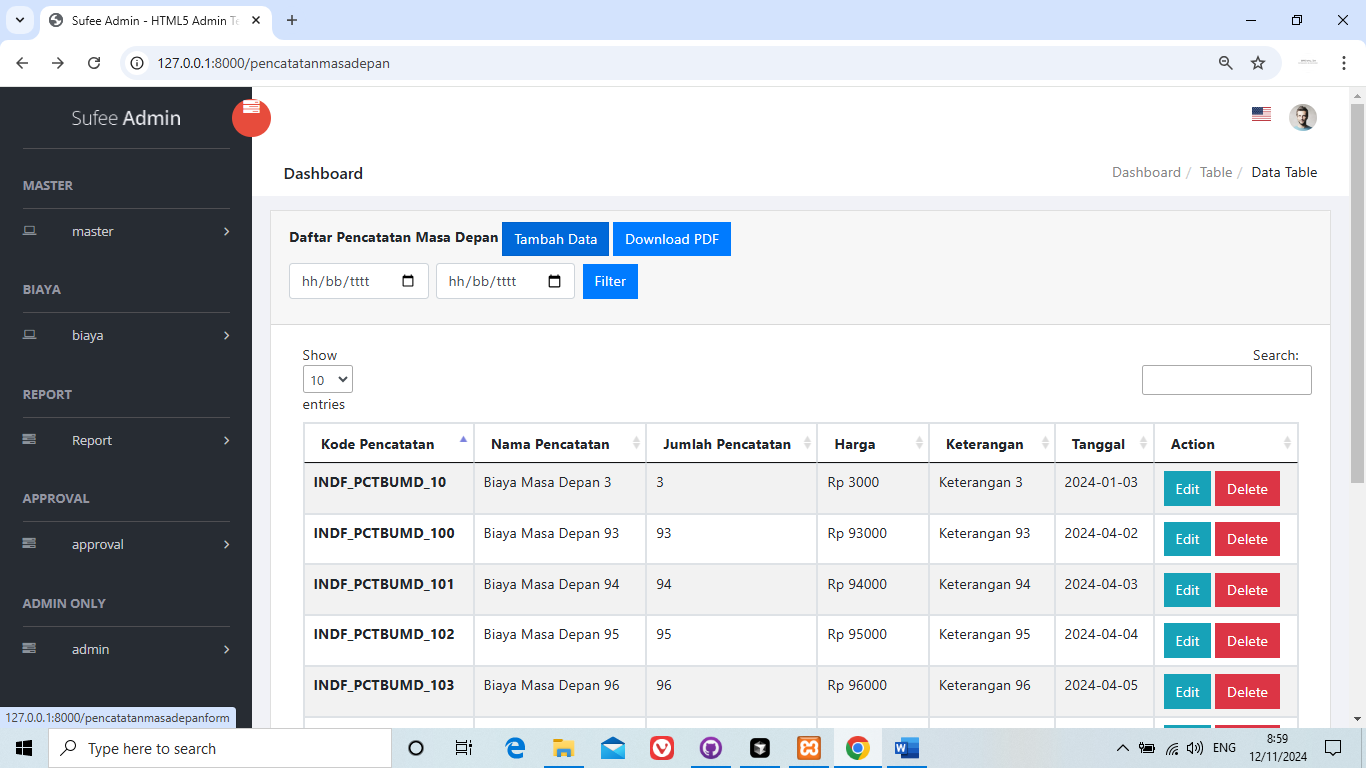 Sufee Admin - HTML5 Admin Te
127.0.0.1:8000/pencatatanmasadepan
Sufee Admin
MASTER
master
BIAYA
biaya
REPORT
Report
APPROVAL
approval
ADMIN ONLY
admin
Dashboard
Dashboard / Table / Data Table
Daftar Pencatatan Masa Depan Tambah Data Download PDF
hh/bb/tttt hh/bb/tttt Filter
Show
10
entries
Search:
Kode Pencatatan Nama Pencatatan Jumlah Pencatatan Harga Keterangan Tanggal Action
INDF_PCTBUMD_10 Biaya Masa Depan 3 3 Rp 3000 Keterangan 3 2024-01-03 Edit Delete
INDF_PCTBUMD_100 Biaya Masa Depan 93 93 Rp 93000 Keterangan 93 2024-04-02 Edit Delete
INDF_PCTBUMD_101 Biaya Masa Depan 94 94 Rp 94000 Keterangan 94 2024-04-03 Edit Delete
INDF_PCTBUMD_102 Biaya Masa Depan 95 95 Rp 95000 Keterangan 95 2024-04-04 Edit Delete
INDF_PCTBUMD_103 Biaya Masa Depan 96 96 Rp 96000 Keterangan 96 2024-04-05 Edit Delete
127.0.0.1:8000/pencatatanmasadepanform
Type here to search
ENG
8:59
12/11/2024